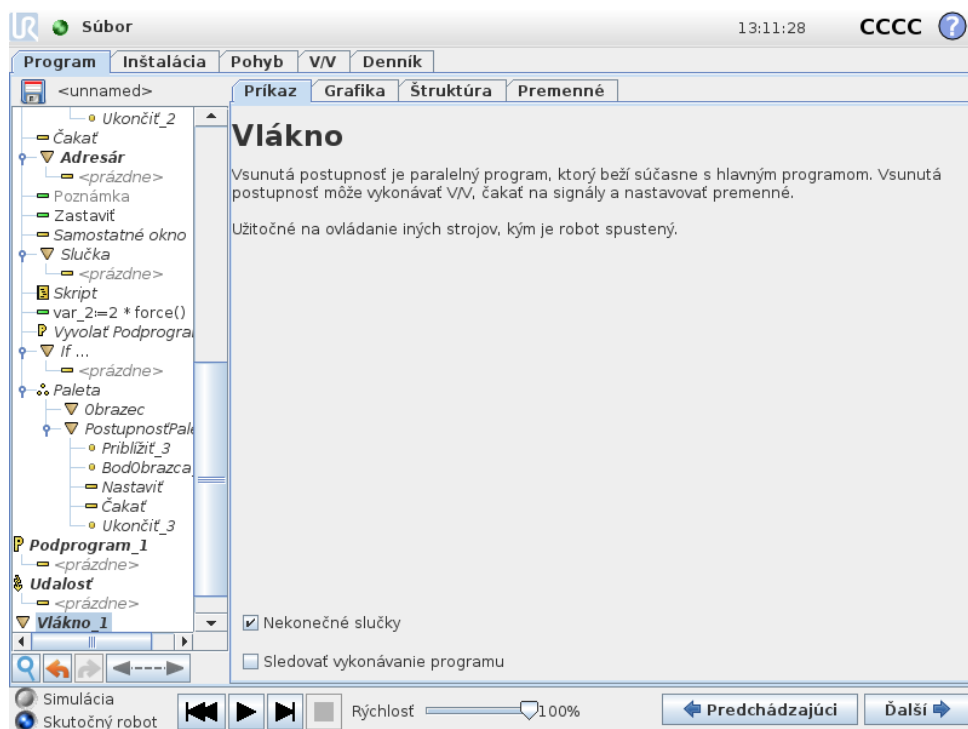 Súbor
13:11:28
CCCC
?
Program Inštalácia Pohyb V/V Denník
<unnamed>
Príkaz Grafika Štruktúra Premenné
Ukončiť_2
Čakať
Adresár
<prázdne>
Poznámka
Zastaviť
Samostatné okno
Slučka
<prázdne>
Skript
var_2:=2 * force()
Vyvolať Podprogra
If ...
<prázdne>
Paleta
Obrazec
PostupnosťPale
Priblížiť_3
BodObrazca_
Nastaviť
Čakať
Ukončiť_3
Podprogram_1
<prázdne>
Udalosť
<prázdne>
Vlákno_1
Vlákno
Vsunutá postupnosť je paralelný program, ktorý beží súčasne s hlavným programom. Vsunutá
postupnosť môže vykonávať V/V, čakať na signály a nastavovať premenné.
Užitočné na ovládanie iných strojov, kým je robot spustený.
Nekonečné slučky
Sledovať vykonávanie programu
Simulácia
Skutočný robot
Rýchlosť
100%
Predchádzajúci
Ďalší